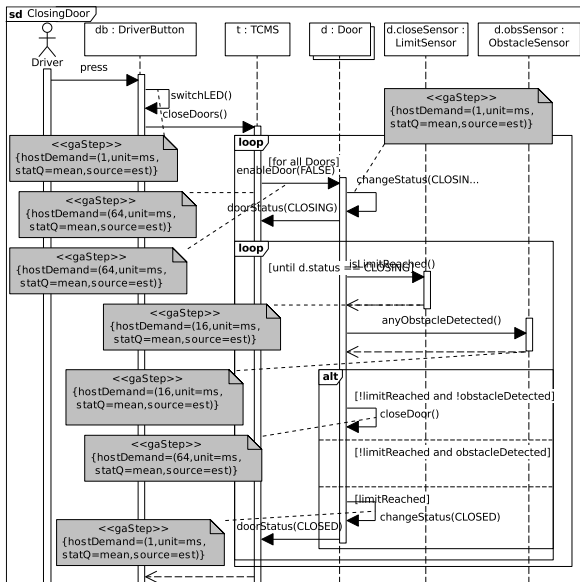 sd ClosingDoor
db : DriverButton
t : TCMS
d : Door
d.closeSensor :
LimitSensor
d.obsSensor :
ObstacleSensor
Driver
press
switchLED()
closeDoors()
<<gaStep>>
{hostDemand=(1,unit=ms,
statQ=mean,source=est)}
<<gaStep>>
{hostDemand=(1,unit=ms,
statQ=mean,source=est)}
loop
[for all Doors]
enableDoor(FALSE)
changeStatus(CLOSIN...
<<gaStep>>
{hostDemand=(64,unit=ms,
statQ=mean,source=est)}
doorStatus(CLOSING)
<<gaStep>>
{hostDemand=(64,unit=ms,
statQ=mean,source=est)}
loop
[until d.status == CLOSING]
isLimitReached()
<<gaStep>>
{hostDemand=(16,unit=ms,
statQ=mean,source=est)}
anyObstacleDetected()
<<gaStep>>
{hostDemand=(16,unit=ms,
statQ=mean,source=est)}
alt
[!limitReached and !obstacleDetected]
closeDoor()
<<gaStep>>
{hostDemand=(64,unit=ms,
statQ=mean,source=est)}
[!limitReached and obstacleDetected]
[limitReached]
changeStatus(CLOSED)
<<gaStep>>
{hostDemand=(1,unit=ms,
statQ=mean,source=est)}
doorStatus(CLOSED)